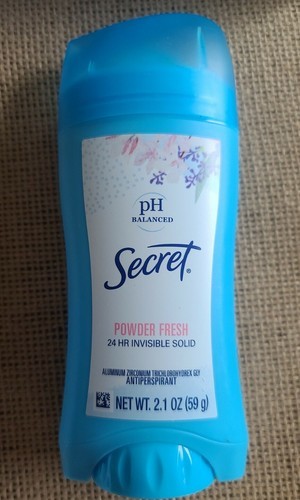 pH
BALANCED
Secret®
POWDER FRESH
24 HR INVISIBLE SOLID
ALUMINUM ZIRCONIUM TRICHLOROHYDREX GLY
ANTIPERSPIRANT
NET WT. 2.1 OZ (59 g)